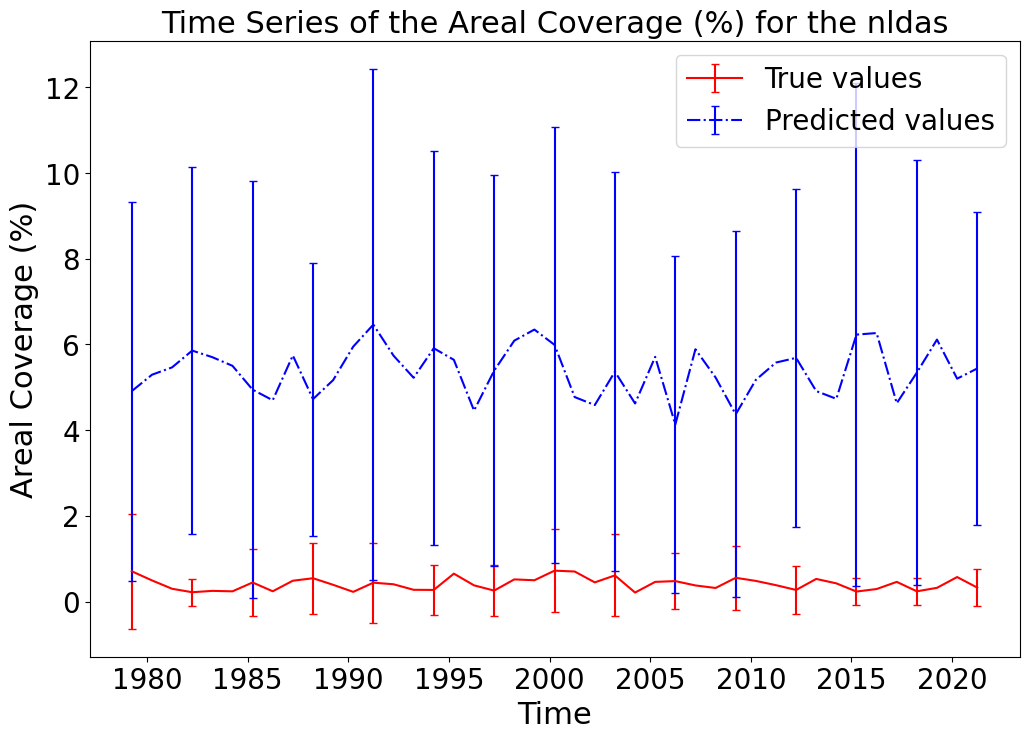 Time Series of the Areal Coverage (%) for the nldas
True values
Predicted values
Areal Coverage (%)
12
10
8
6
4
2
0
1980 1985 1990 1995 2000 2005 2010 2015 2020
Time